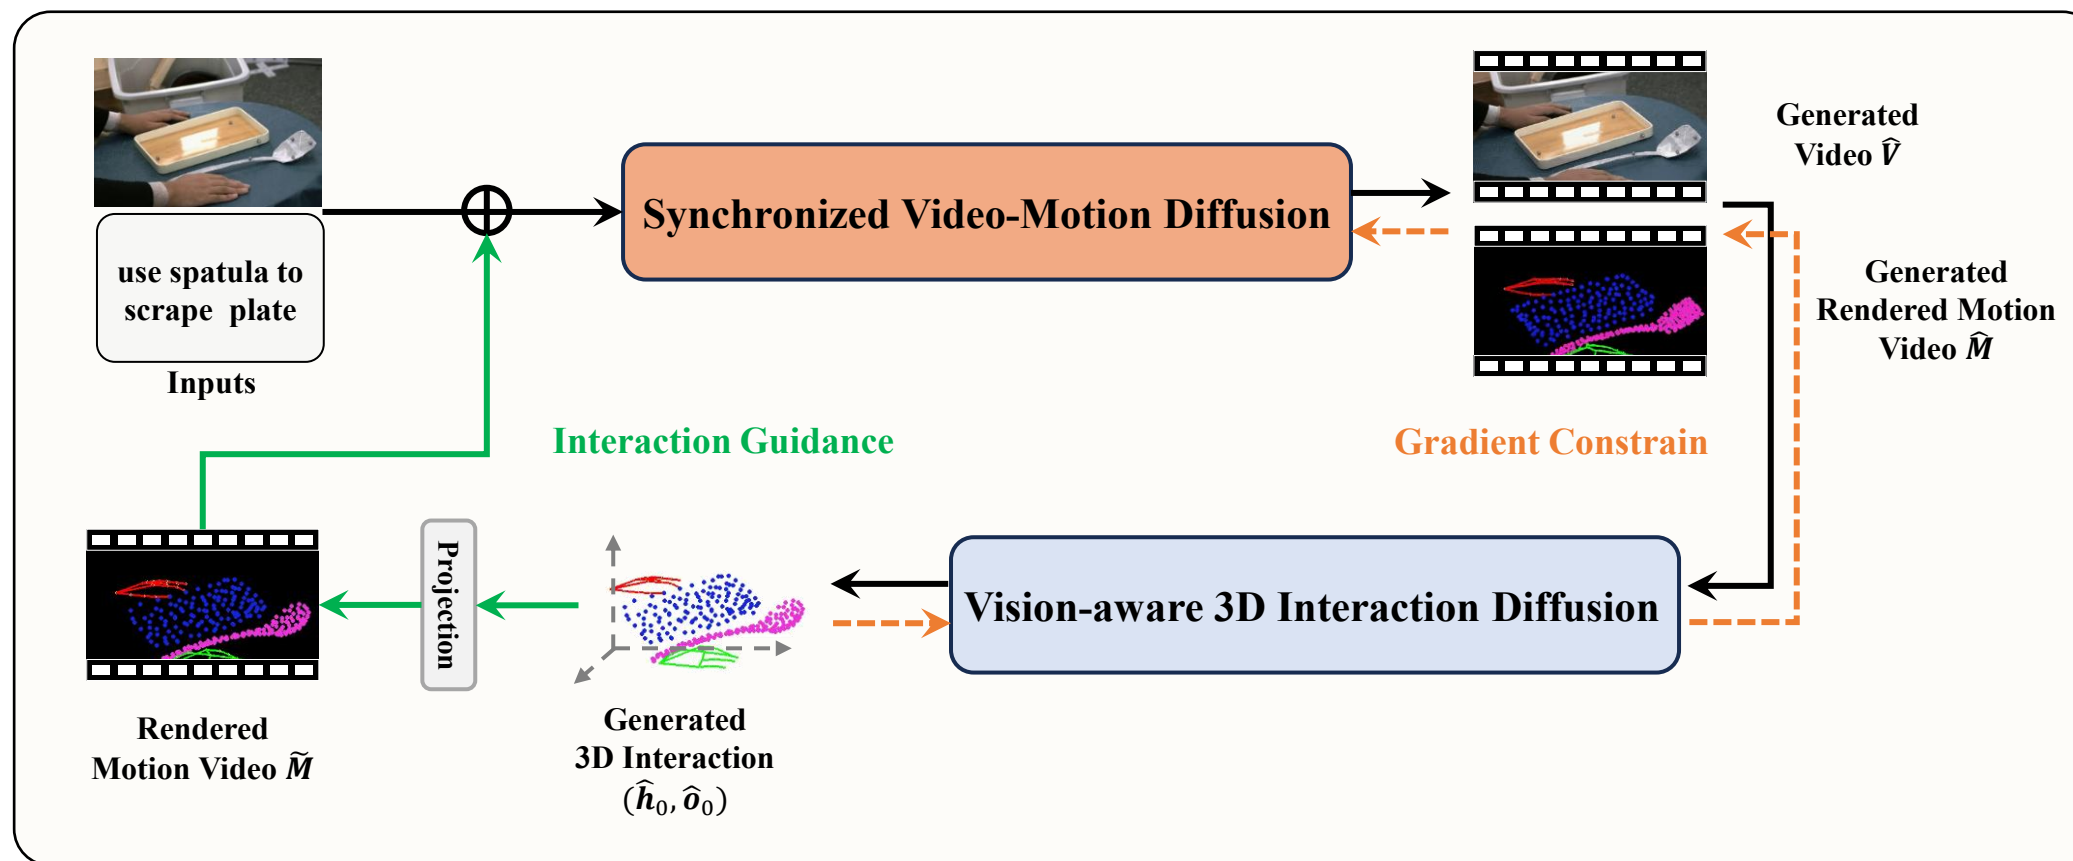 use spatula to
scrape plate
Inputs
Synchronized Video-Motion Diffusion
Generated
Video V̂
Generated
Rendered Motion
Video M̂
Interaction Guidance
Gradient Constrain
Rendered
Motion Video M̃
Projection
Generated
3D Interaction
(ĥ₀, ô₀)
Vision-aware 3D Interaction Diffusion